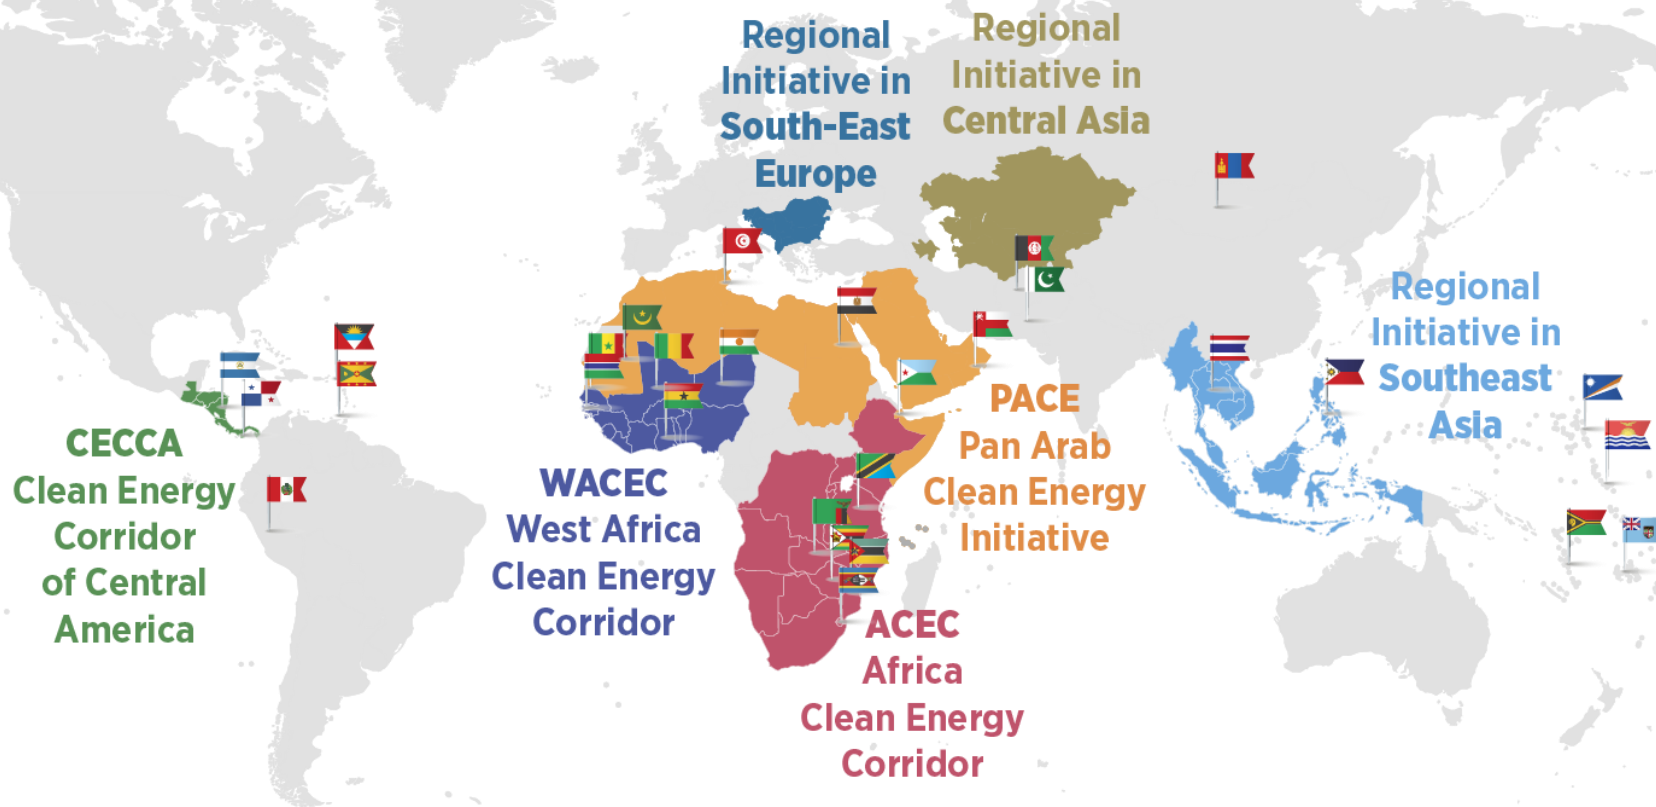 Regional
Initiative in
South-East
Europe
Regional
Initiative in
Central Asia
Regional
Initiative in
Southeast
Asia
CECCA
Clean Energy
Corridor
of Central
America
WACEC
West Africa
Clean Energy
Corridor
PACE
Pan Arab
Clean Energy
Initiative
ACEC
Africa
Clean Energy
Corridor